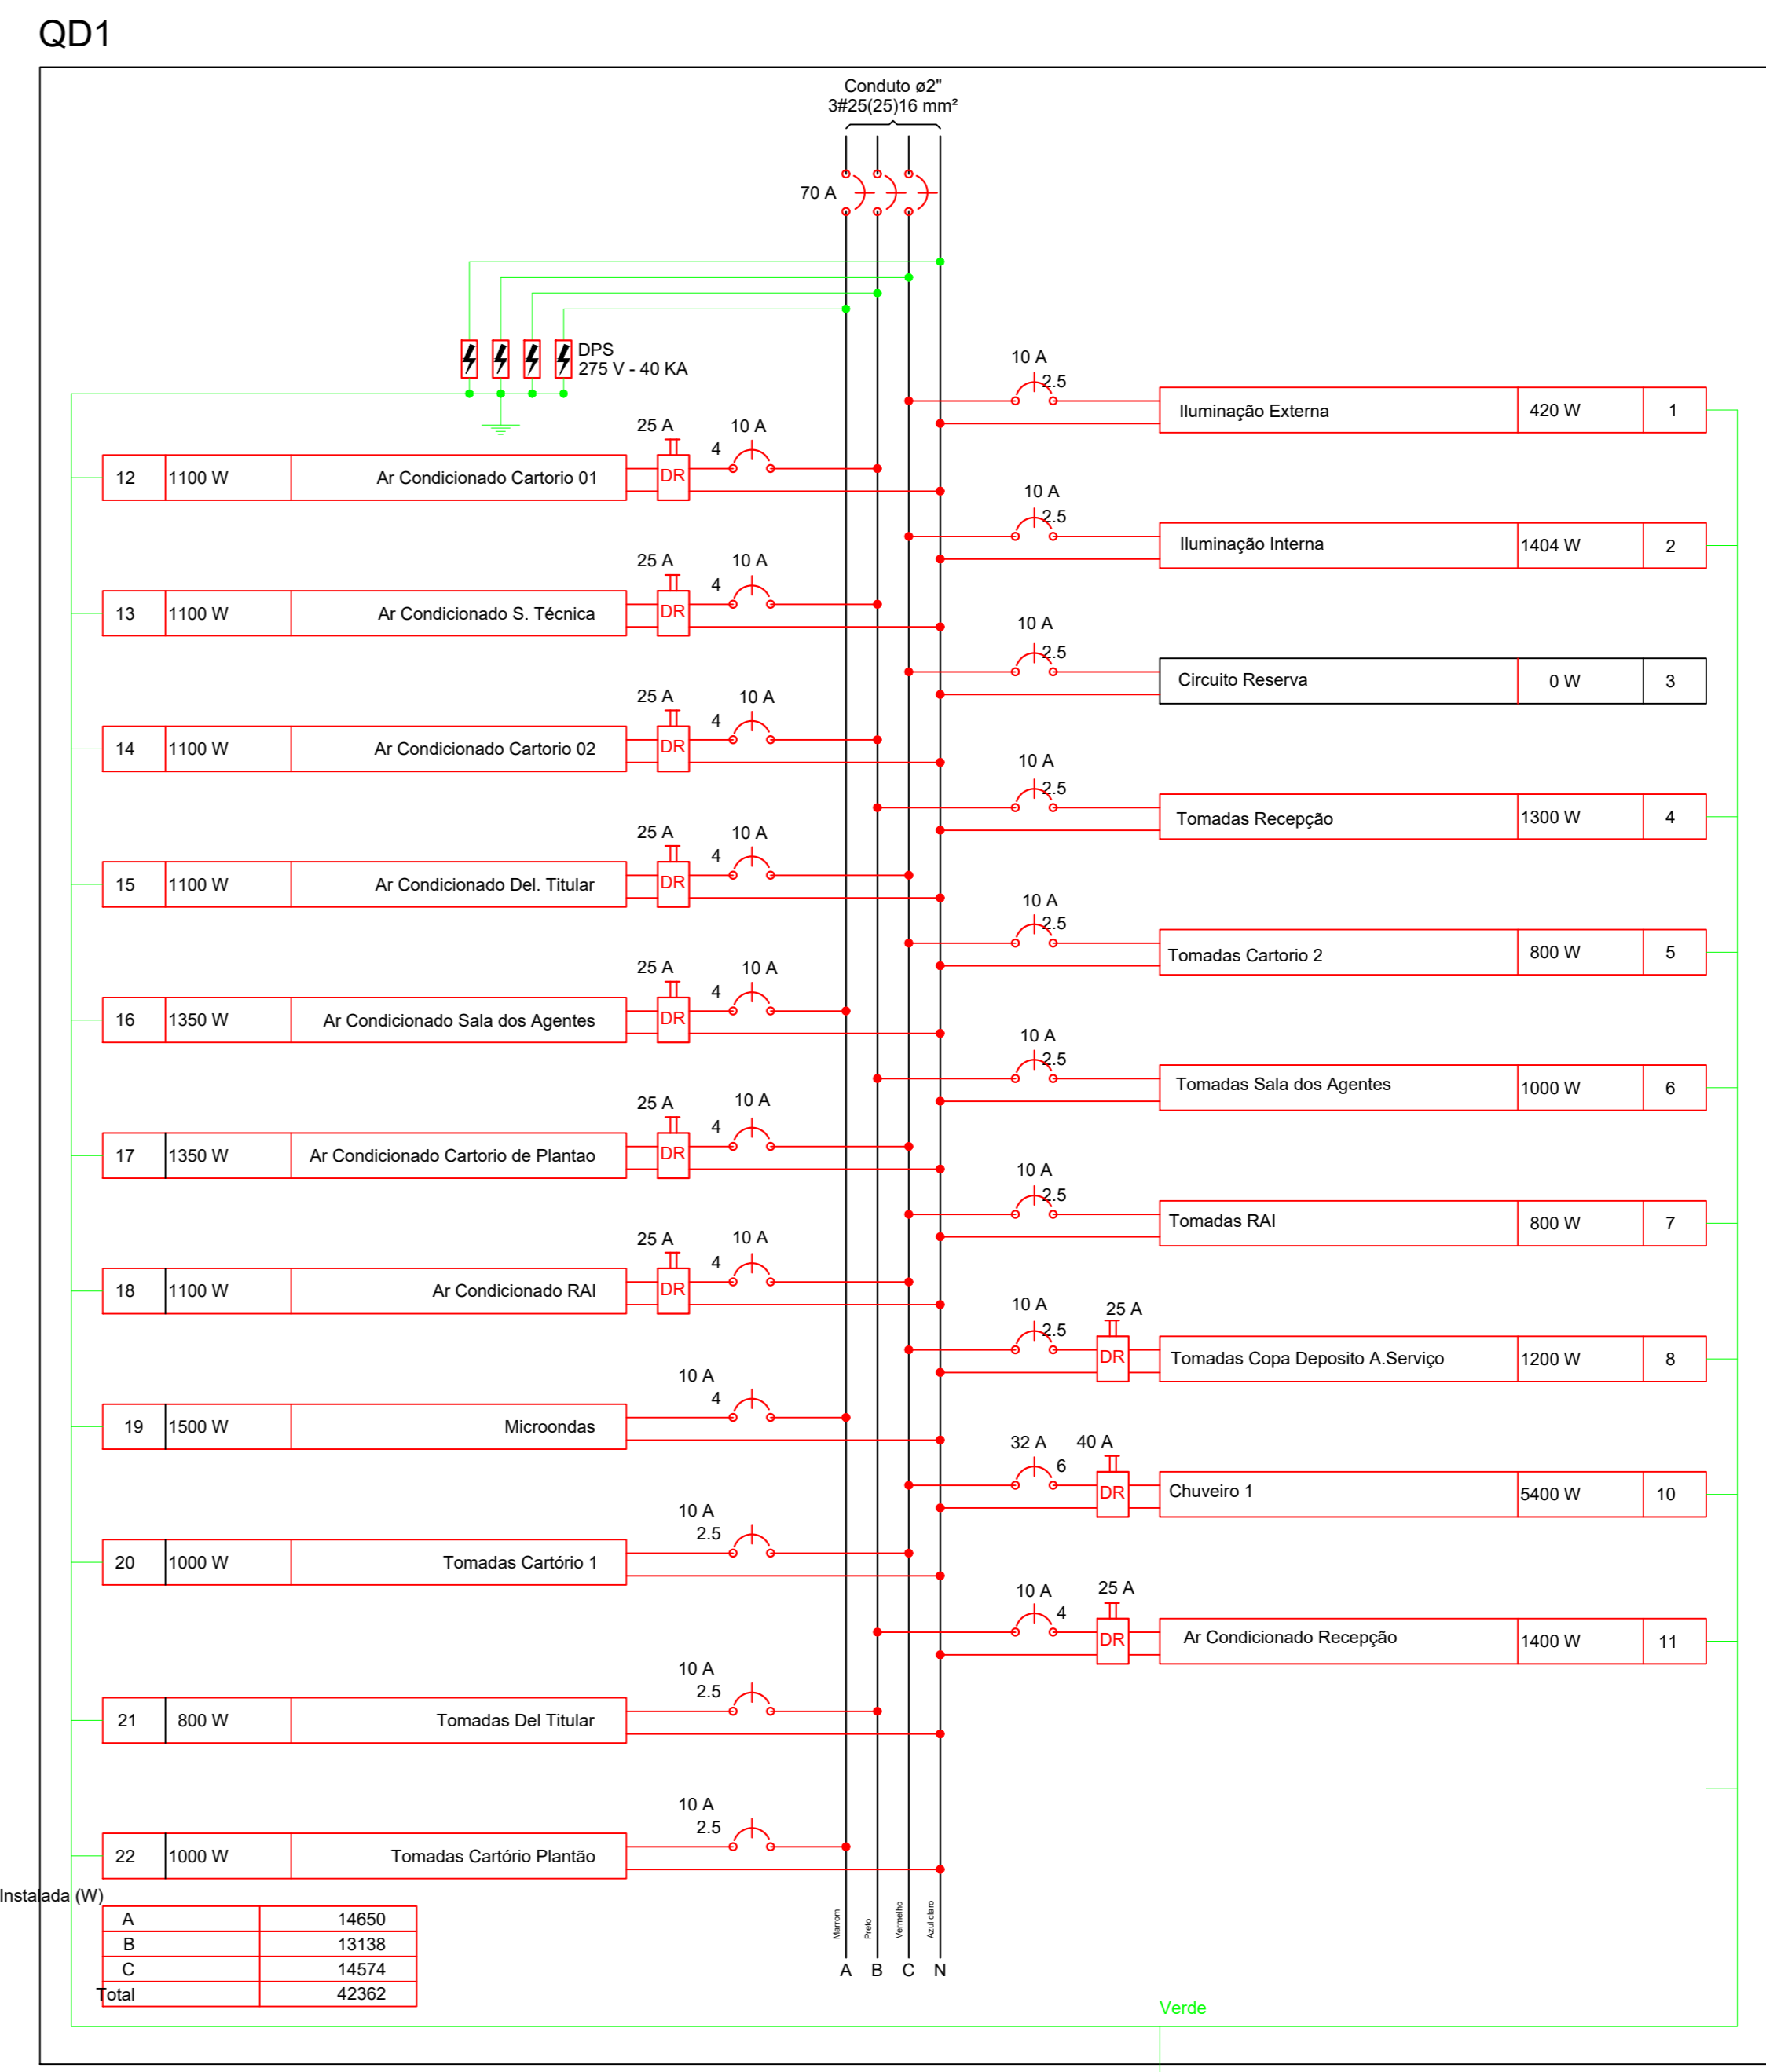 QD1
Conduto ø2"
3#25(25)16 mm²
70 A
DPS
275 V - 40 KA
10 A
2.5
Iluminação Externa 420 W 1
10 A
2.5
Iluminação Interna 1404 W 2
10 A
2.5
Circuito Reserva 0 W 3
10 A
2.5
Tomadas Recepção 1300 W 4
10 A
2.5
Tomadas Cartorio 2 800 W 5
10 A
2.5
Tomadas Sala dos Agentes 1000 W 6
10 A
2.5
Tomadas RAI 800 W 7
10 A 25 A
2.5
DR
Tomadas Copa Deposito A.Serviço 1200 W 8
32 A 40 A
6
DR
Chuveiro 1 5400 W 10
10 A 25 A
4
DR
Ar Condicionado Recepção 1400 W 11
25 A 10 A
4
12 1100 W Ar Condicionado Cartorio 01 DR
25 A 10 A
4
13 1100 W Ar Condicionado S. Técnica DR
25 A 10 A
4
14 1100 W Ar Condicionado Cartorio 02 DR
25 A 10 A
4
15 1100 W Ar Condicionado Del. Titular DR
25 A 10 A
4
16 1350 W Ar Condicionado Sala dos Agentes DR
25 A 10 A
4
17 1350 W Ar Condicionado Cartorio de Plantao DR
25 A 10 A
4
18 1100 W Ar Condicionado RAI DR
10 A
4
19 1500 W Microondas
10 A
2.5
20 1000 W Tomadas Cartório 1
10 A
2.5
21 800 W Tomadas Del Titular
10 A
2.5
22 1000 W Tomadas Cartório Plantão
Instalada (W)
A 14650
B 13138
C 14574
Total 42362
Marrom
Preto
Vermelho
Azul claro
A B C N
Verde